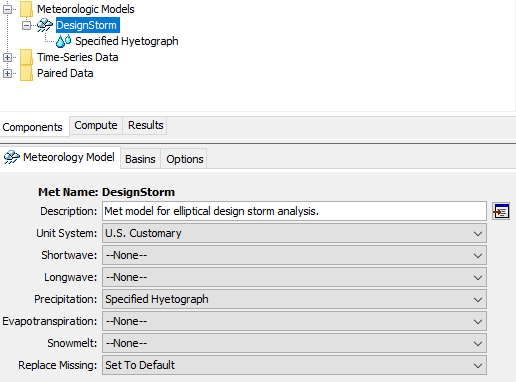 Meteorologic Models
DesignStorm
Specified Hyetograph
Time-Series Data
Paired Data
Components Compute Results
Meteorology Model Basins Options
Met Name: DesignStorm
Description: Met model for elliptical design storm analysis.
Unit System: U.S. Customary
Shortwave: --None--
Longwave: --None--
Precipitation: Specified Hyetograph
Evapotranspiration: --None--
Snowmelt: --None--
Replace Missing: Set To Default